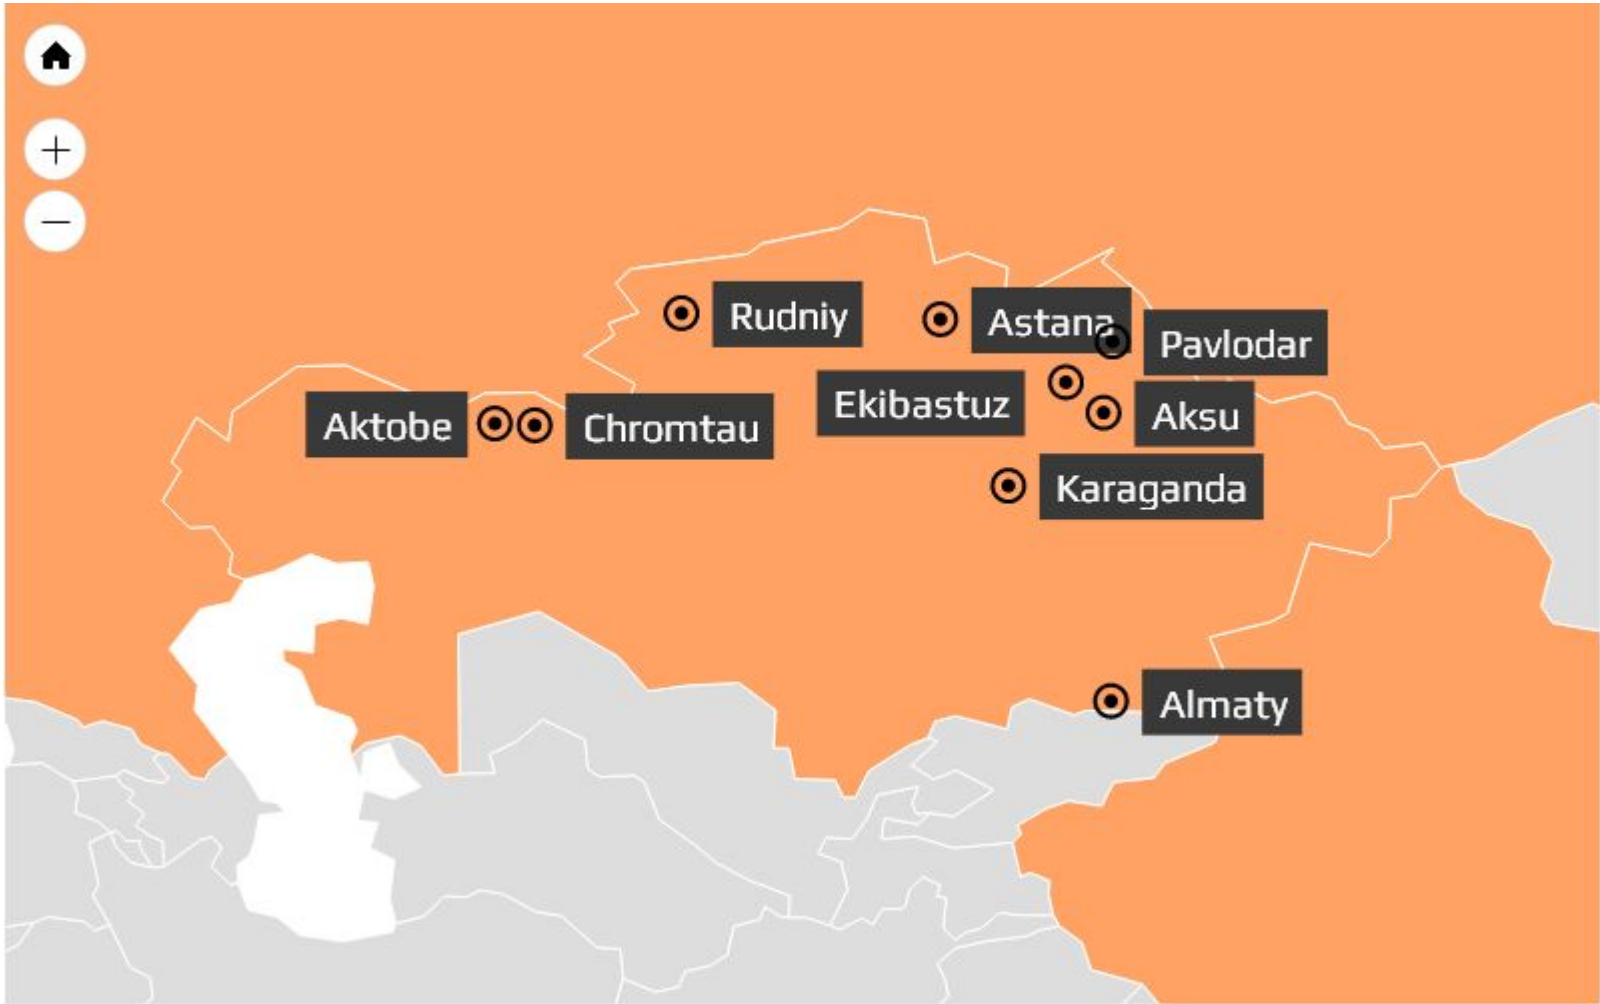 Rudniy
Astana
Pavlodar
Ekibastuz
Aksu
Aktobe
Chromtau
Karaganda
Almaty